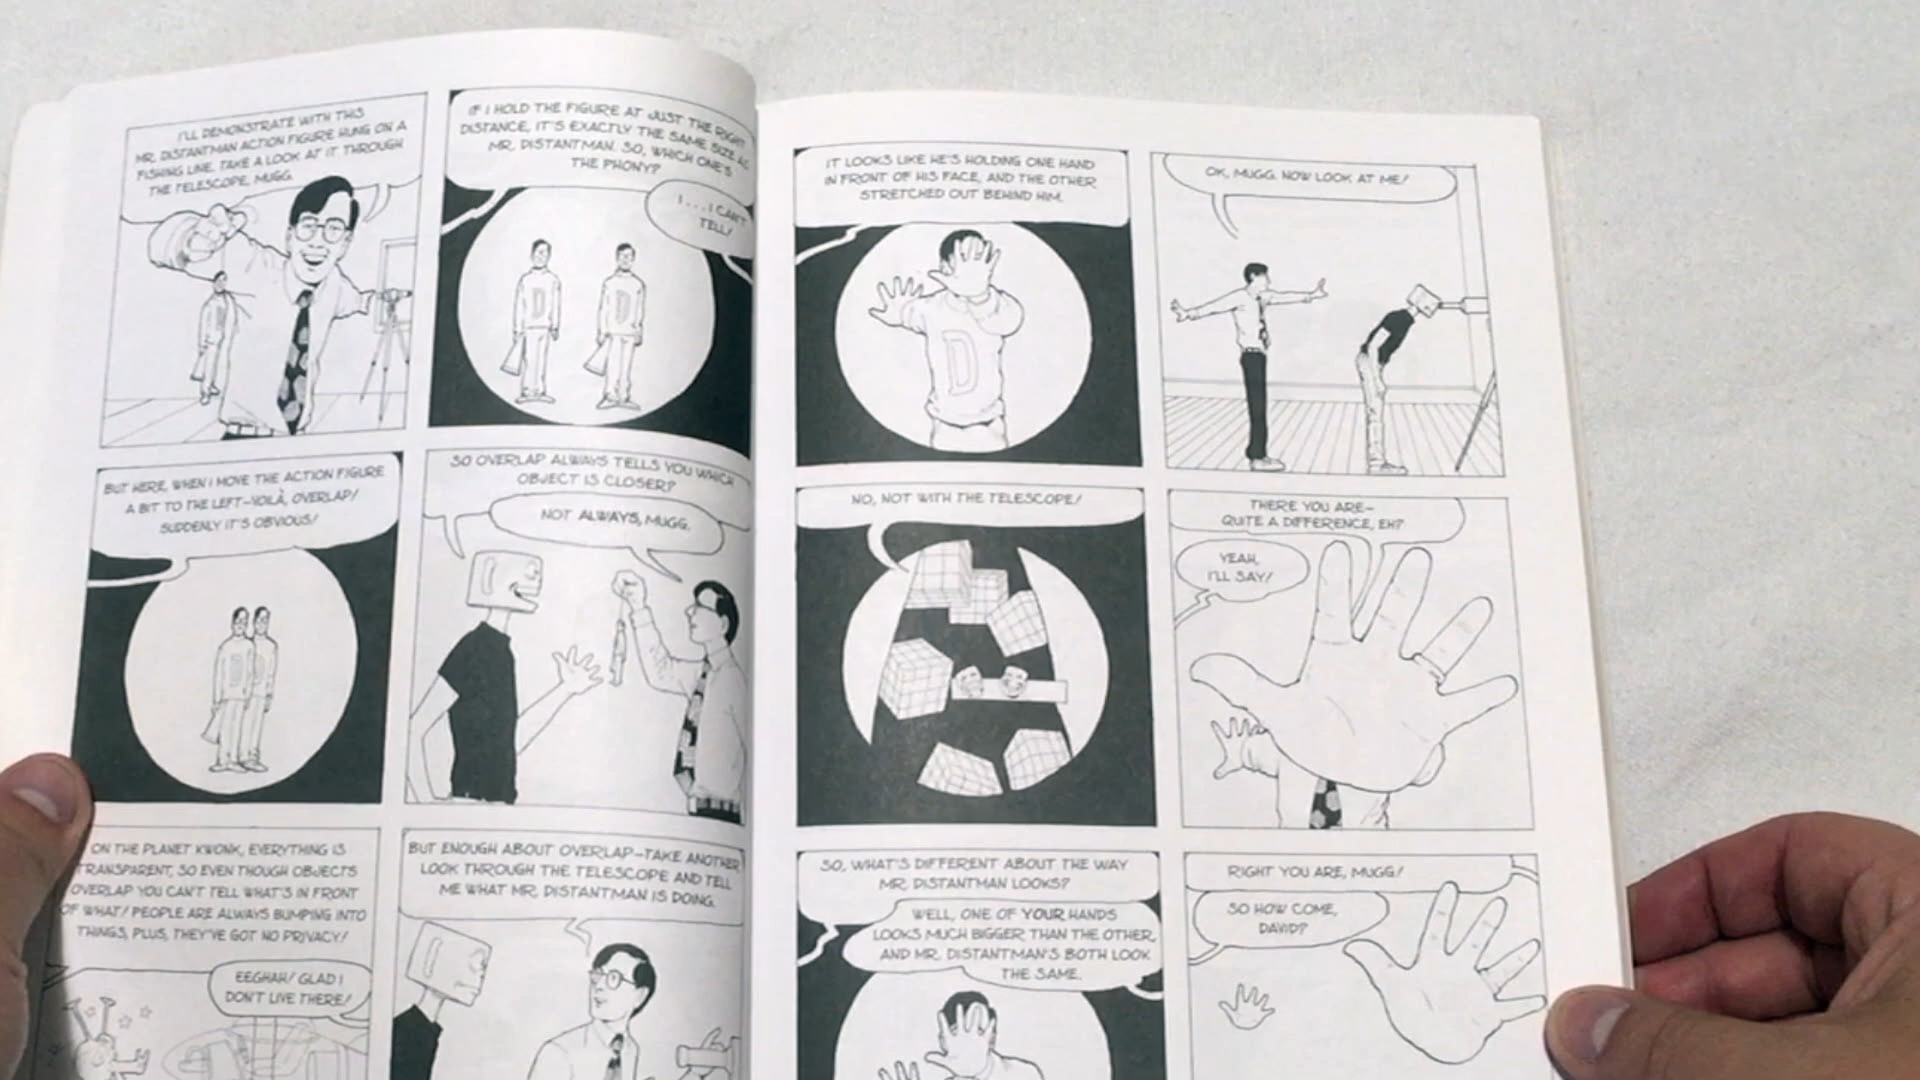 I'LL DEMONSTRATE WITH THIS
MR. DISTANTMAN ACTION FIGURE HUNG ON A
FISHING LINE. TAKE A LOOK AT IT THROUGH
THE TELESCOPE, MUGG.
IF I HOLD THE FIGURE AT JUST THE RIGHT
DISTANCE, IT'S EXACTLY THE SAME SIZE AS
MR. DISTANTMAN. SO, WHICH ONE'S
THE PHONY?
I...I CAN'T
TELL!
D
D
BUT HERE, WHEN I MOVE THE ACTION FIGURE
A BIT TO THE LEFT—VOILÀ, OVERLAP!
SUDDENLY IT'S OBVIOUS!
SO OVERLAP ALWAYS TELLS YOU WHICH
OBJECT IS CLOSER?
NOT ALWAYS, MUGG.
ON THE PLANET KWONK, EVERYTHING IS
TRANSPARENT, SO EVEN THOUGH OBJECTS
OVERLAP YOU CAN'T TELL WHAT'S IN FRONT
OF WHAT! PEOPLE ARE ALWAYS BUMPING INTO
THINGS, PLUS, THEY'VE GOT NO PRIVACY!
EEGHAH! GLAD I
DON'T LIVE THERE!
BUT ENOUGH ABOUT OVERLAP—TAKE ANOTHER
LOOK THROUGH THE TELESCOPE AND TELL
ME WHAT MR. DISTANTMAN IS DOING.
IT LOOKS LIKE HE'S HOLDING ONE HAND
IN FRONT OF HIS FACE, AND THE OTHER
STRETCHED OUT BEHIND HIM.
D
OK, MUGG. NOW LOOK AT ME!
NO, NOT WITH THE TELESCOPE!
THERE YOU ARE—
QUITE A DIFFERENCE, EH?
YEAH,
I'LL SAY!
SO, WHAT'S DIFFERENT ABOUT THE WAY
MR. DISTANTMAN LOOKS?
WELL, ONE OF YOUR HANDS
LOOKS MUCH BIGGER THAN THE OTHER,
AND MR. DISTANTMAN'S BOTH LOOK
THE SAME.
RIGHT YOU ARE, MUGG!
SO HOW COME,
DAVID?